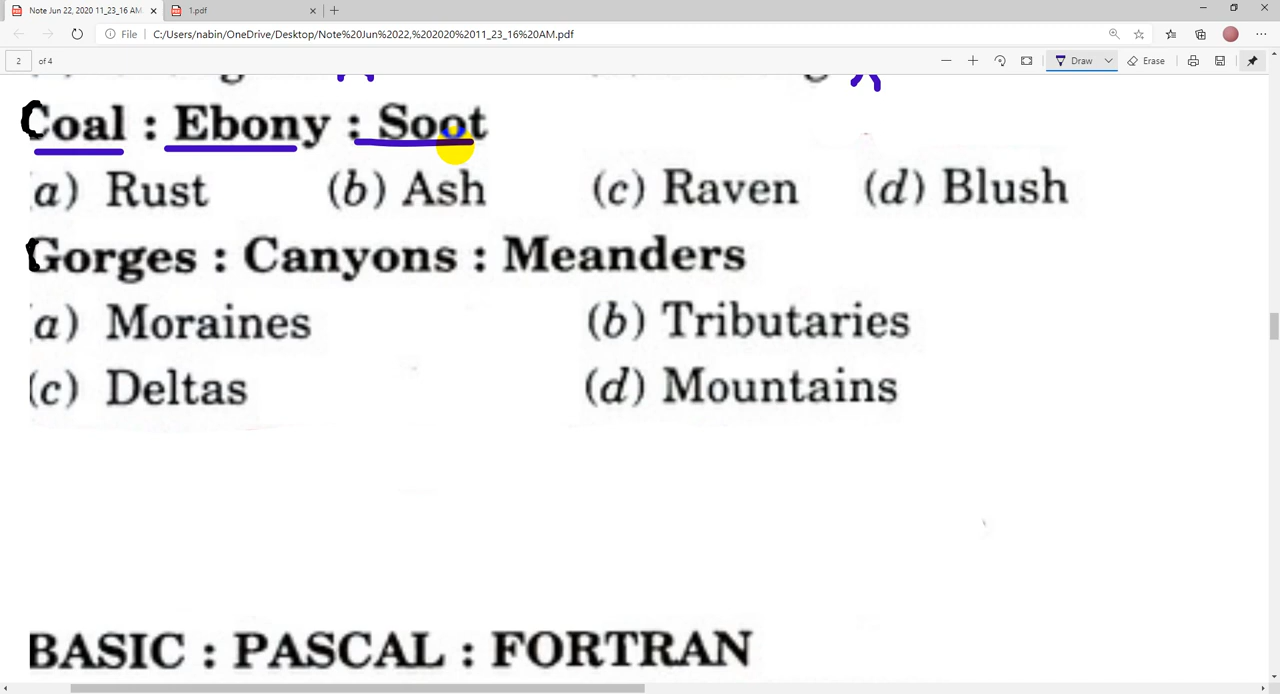 Note Jun 22, 2020 11_23_16 AM.
1.pdf
File C:/Users/nabin/OneDrive/Desktop/Note%20Jun%2022,%202020%2011_23_16%20AM.pdf
2 of 4 Draw Erase
Coal : Ebony : Soot
(a) Rust (b) Ash (c) Raven (d) Blush
Gorges : Canyons : Meanders
(a) Moraines (b) Tributaries
(c) Deltas (d) Mountains
BASIC : PASCAL : FORTRAN